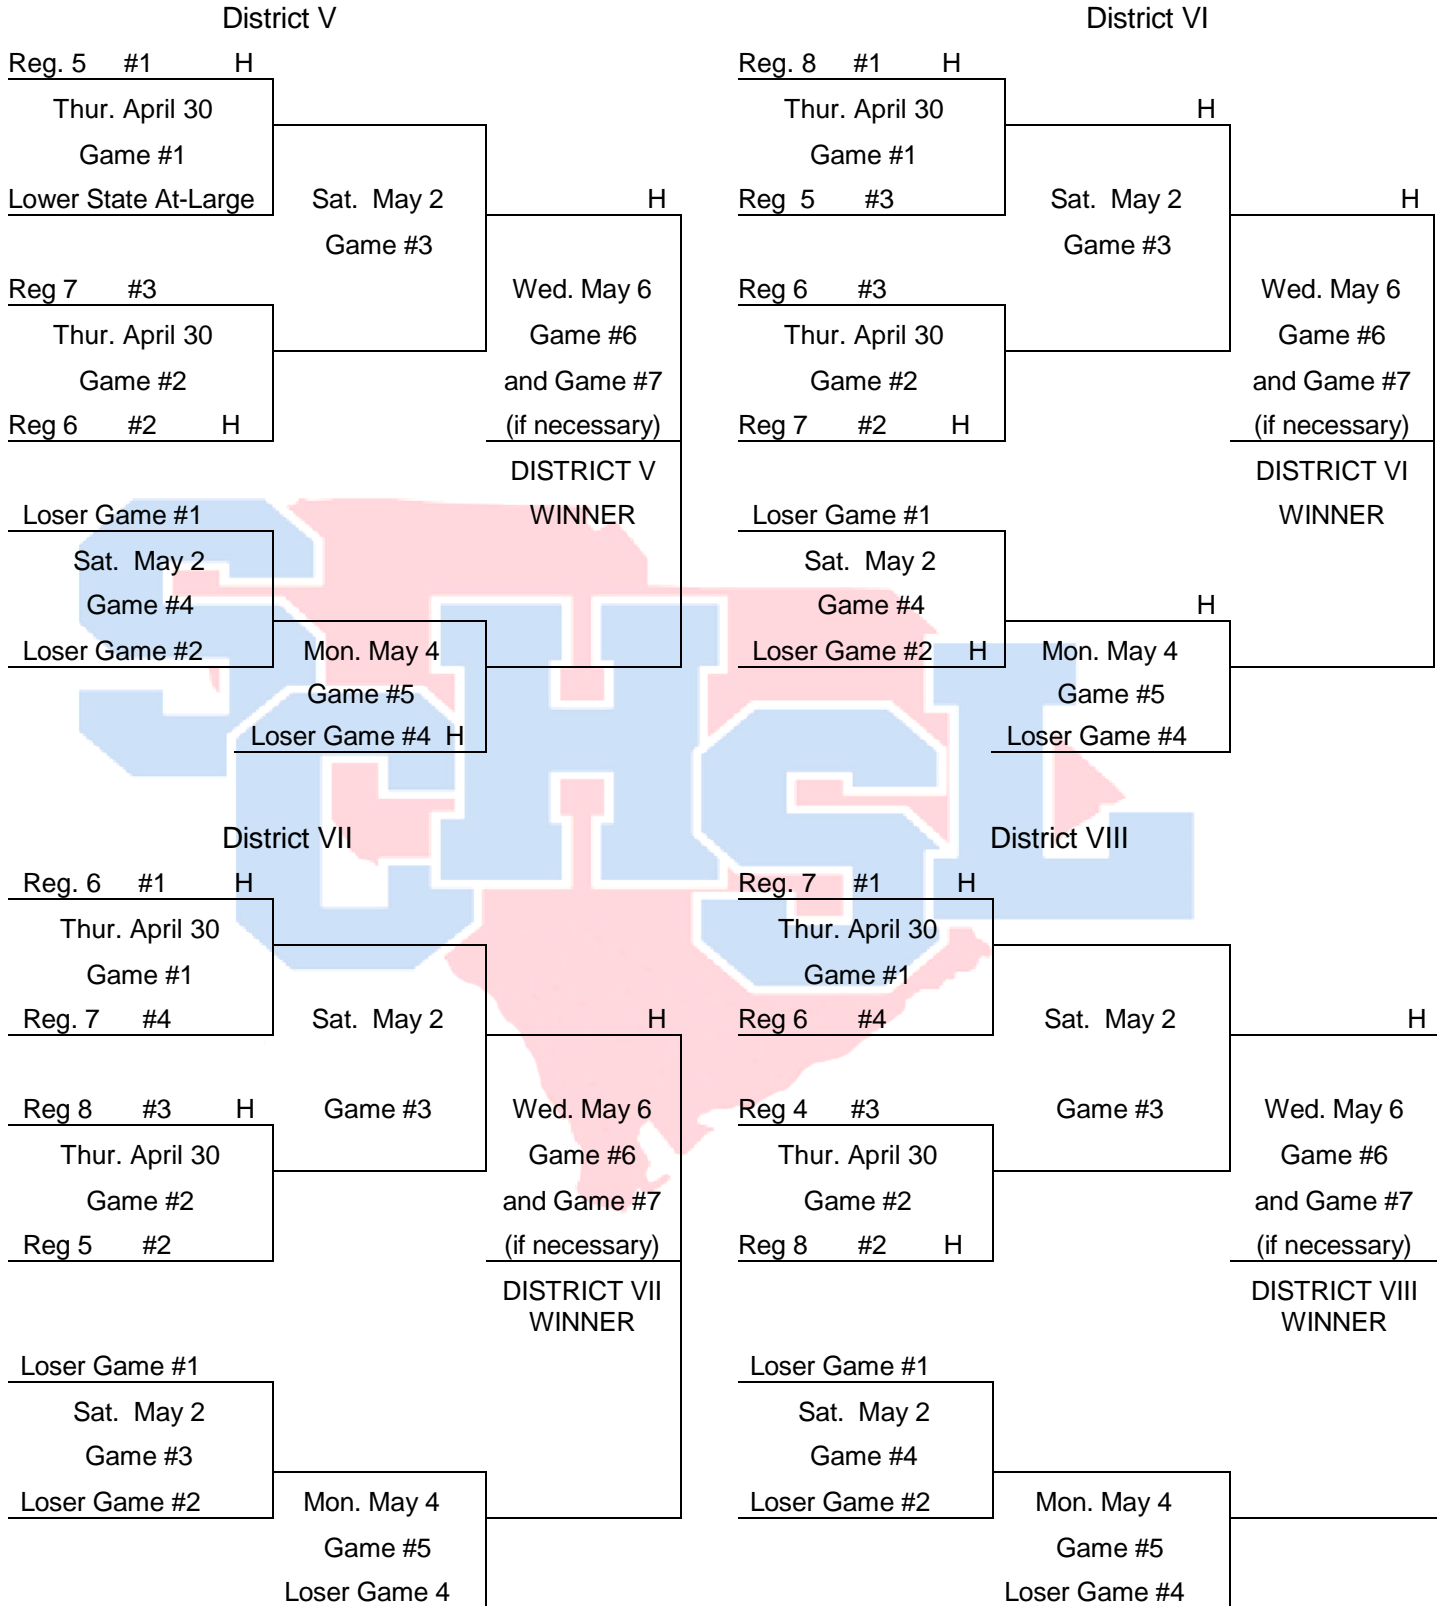 District V
Reg. 5 #1 H
Thur. April 30
Game #1
Lower State At-Large
Sat. May 2
Game #3
H
Reg 7 #3
Thur. April 30
Game #2
Reg 6 #2 H
Wed. May 6
Game #6
and Game #7
(if necessary)
DISTRICT V
WINNER
Loser Game #1
Sat. May 2
Game #4
Loser Game #2
Mon. May 4
Game #5
Loser Game #4 H
District VI
Reg. 8 #1 H
Thur. April 30
Game #1
Reg 5 #3
H
Sat. May 2
Game #3
H
Reg 6 #3
Thur. April 30
Game #2
Reg 7 #2 H
Wed. May 6
Game #6
and Game #7
(if necessary)
DISTRICT VI
WINNER
Loser Game #1
Sat. May 2
Game #4
Loser Game #2 H
H
Mon. May 4
Game #5
Loser Game #4
SCHSL
District VII
Reg. 6 #1 H
Thur. April 30
Game #1
Reg. 7 #4
Sat. May 2
Game #3
H
Reg 8 #3 H
Thur. April 30
Game #2
Reg 5 #2
Wed. May 6
Game #6
and Game #7
(if necessary)
DISTRICT VII
WINNER
Loser Game #1
Sat. May 2
Game #3
Loser Game #2
Mon. May 4
Game #5
Loser Game 4
District VIII
Reg. 7 #1 H
Thur. April 30
Game #1
Reg 6 #4
Sat. May 2
Game #3
H
Reg 4 #3
Thur. April 30
Game #2
Reg 8 #2 H
Wed. May 6
Game #6
and Game #7
(if necessary)
DISTRICT VIII
WINNER
Loser Game #1
Sat. May 2
Game #4
Loser Game #2
Mon. May 4
Game #5
Loser Game #4